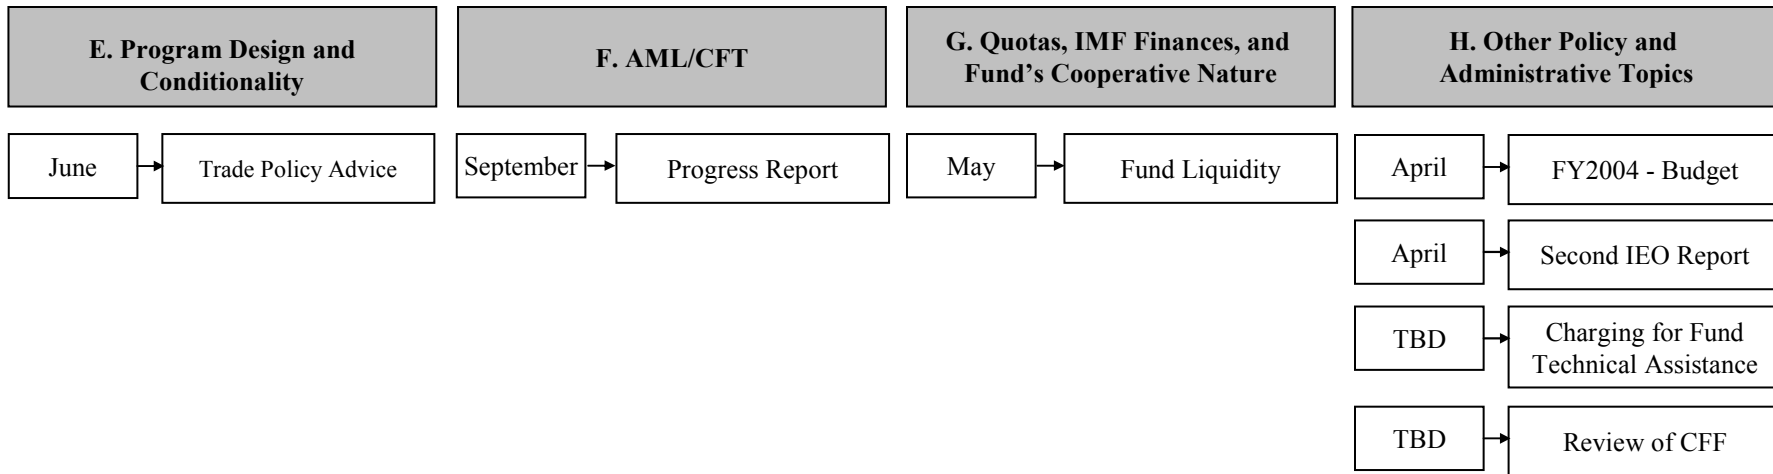 E. Program Design and
Conditionality
June
Trade Policy Advice
F. AML/CFT
September
Progress Report
G. Quotas, IMF Finances, and
Fund’s Cooperative Nature
May
Fund Liquidity
H. Other Policy and
Administrative Topics
April
FY2004 - Budget
April
Second IEO Report
TBD
Charging for Fund
Technical Assistance
TBD
Review of CFF